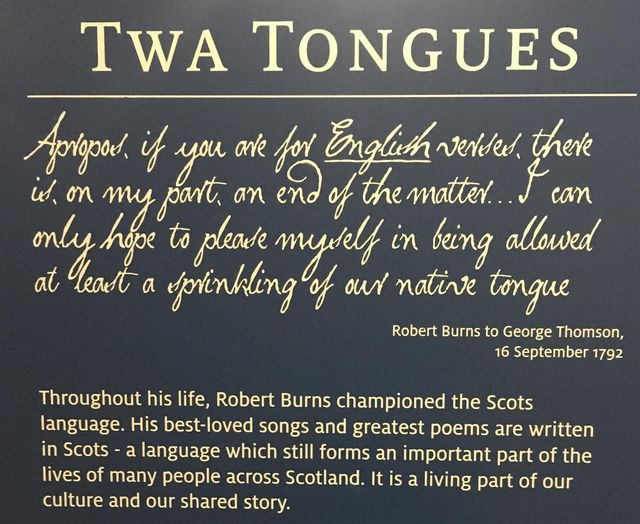 TWA TONGUES
Apropos, if you are for English verses, there
is, on my part, an end of the matter...I can
only hope to please myself in being allowed
at least a sprinkling of our native tongue
Robert Burns to George Thomson,
16 September 1792
Throughout his life, Robert Burns championed the Scots
language. His best-loved songs and greatest poems are written
in Scots - a language which still forms an important part of the
lives of many people across Scotland. It is a living part of our
culture and our shared story.